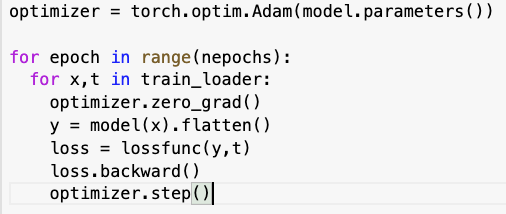 optimizer = torch.optim.Adam(model.parameters())
for epoch in range(nepochs):
for x,t in train_loader:
optimizer.zero_grad()
y = model(x).flatten()
loss = lossfunc(y,t)
loss.backward()
optimizer.step()